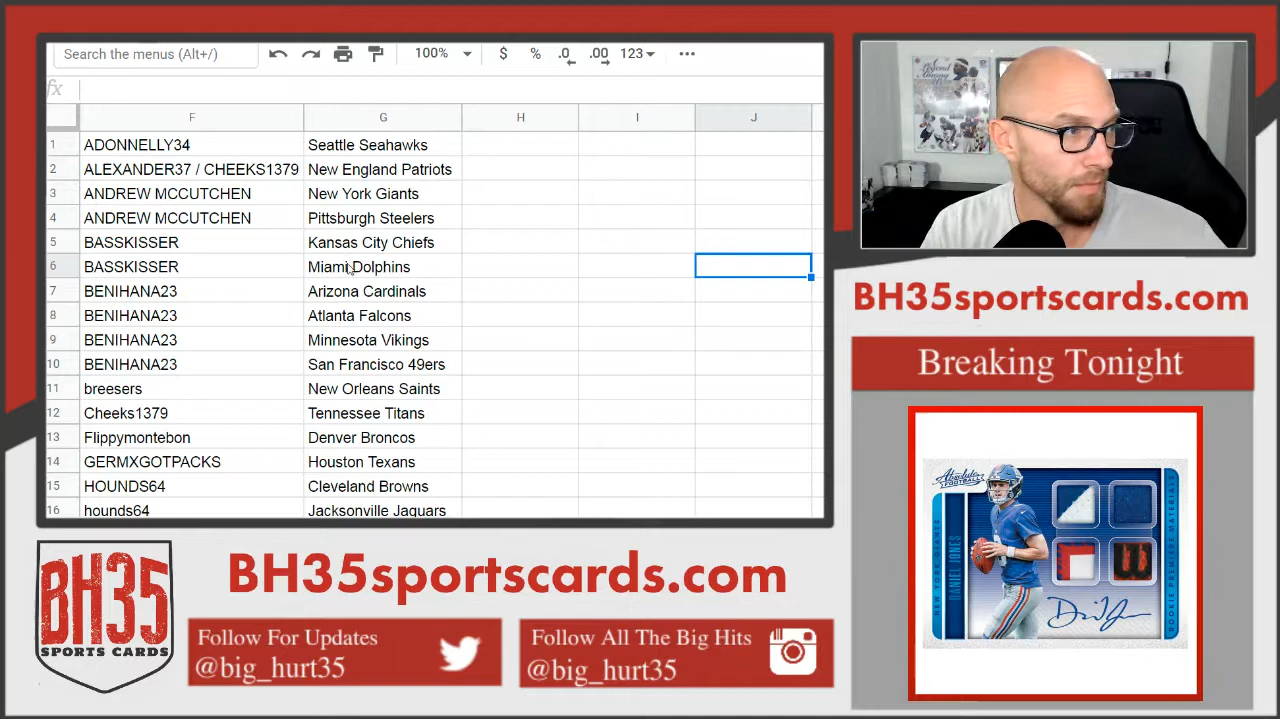 Search the menus (Alt+/)
100%
$ % .0 .00 123
fx
F G H I J
1 ADONNELLY34 Seattle Seahawks
2 ALEXANDER37 / CHEEKS1379 New England Patriots
3 ANDREW MCCUTCHEN New York Giants
4 ANDREW MCCUTCHEN Pittsburgh Steelers
5 BASSKISSER Kansas City Chiefs
6 BASSKISSER Miami Dolphins
7 BENIHANA23 Arizona Cardinals
8 BENIHANA23 Atlanta Falcons
9 BENIHANA23 Minnesota Vikings
10 BENIHANA23 San Francisco 49ers
11 breesers New Orleans Saints
12 Cheeks1379 Tennessee Titans
13 Flippymontebon Denver Broncos
14 GERMXGOTPACKS Houston Texans
15 HOUNDS64 Cleveland Browns
16 hounds64 Jacksonville Jaguars
BH35sportscards.com
Breaking Tonight
Absolute
FOOTBALL
DANIEL JONES
ROOKIE PREMIERE MATERIALS
BH35
SPORTS CARDS
BH35sportscards.com
Follow For Updates
@big_hurt35
Follow All The Big Hits
@big_hurt35